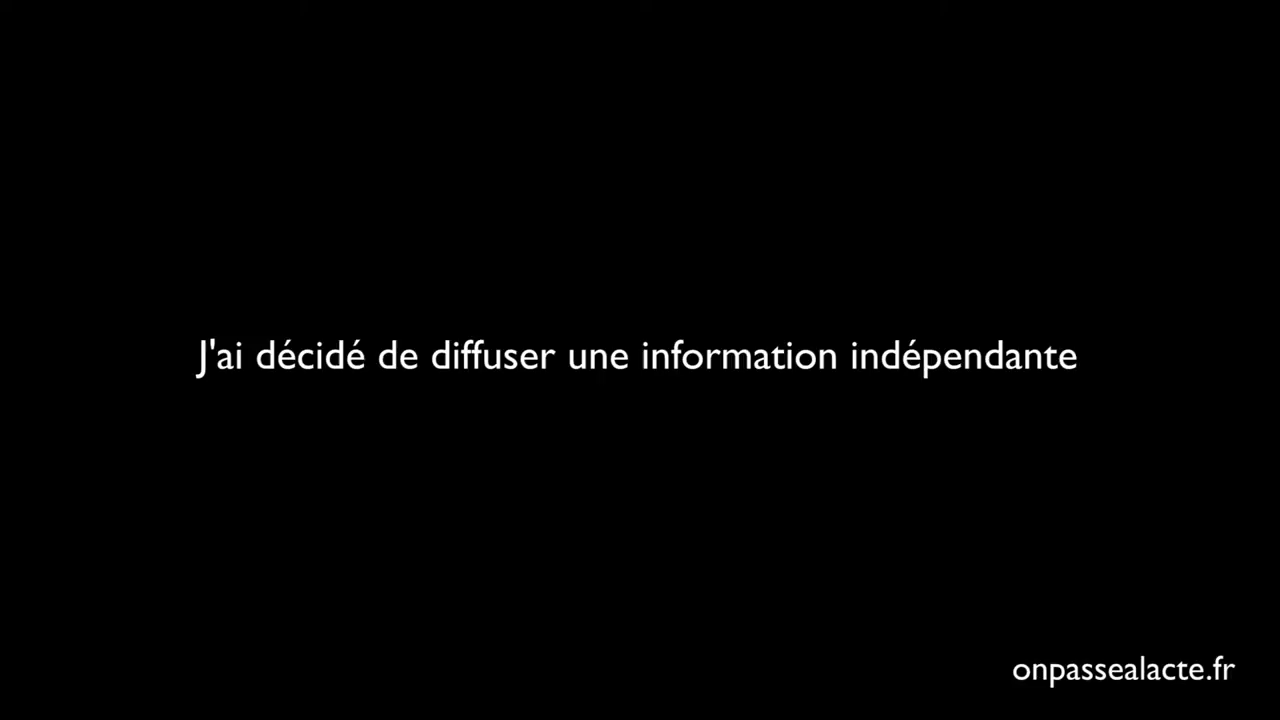 J'ai décidé de diffuser une information indépendante
onpassealacte.fr